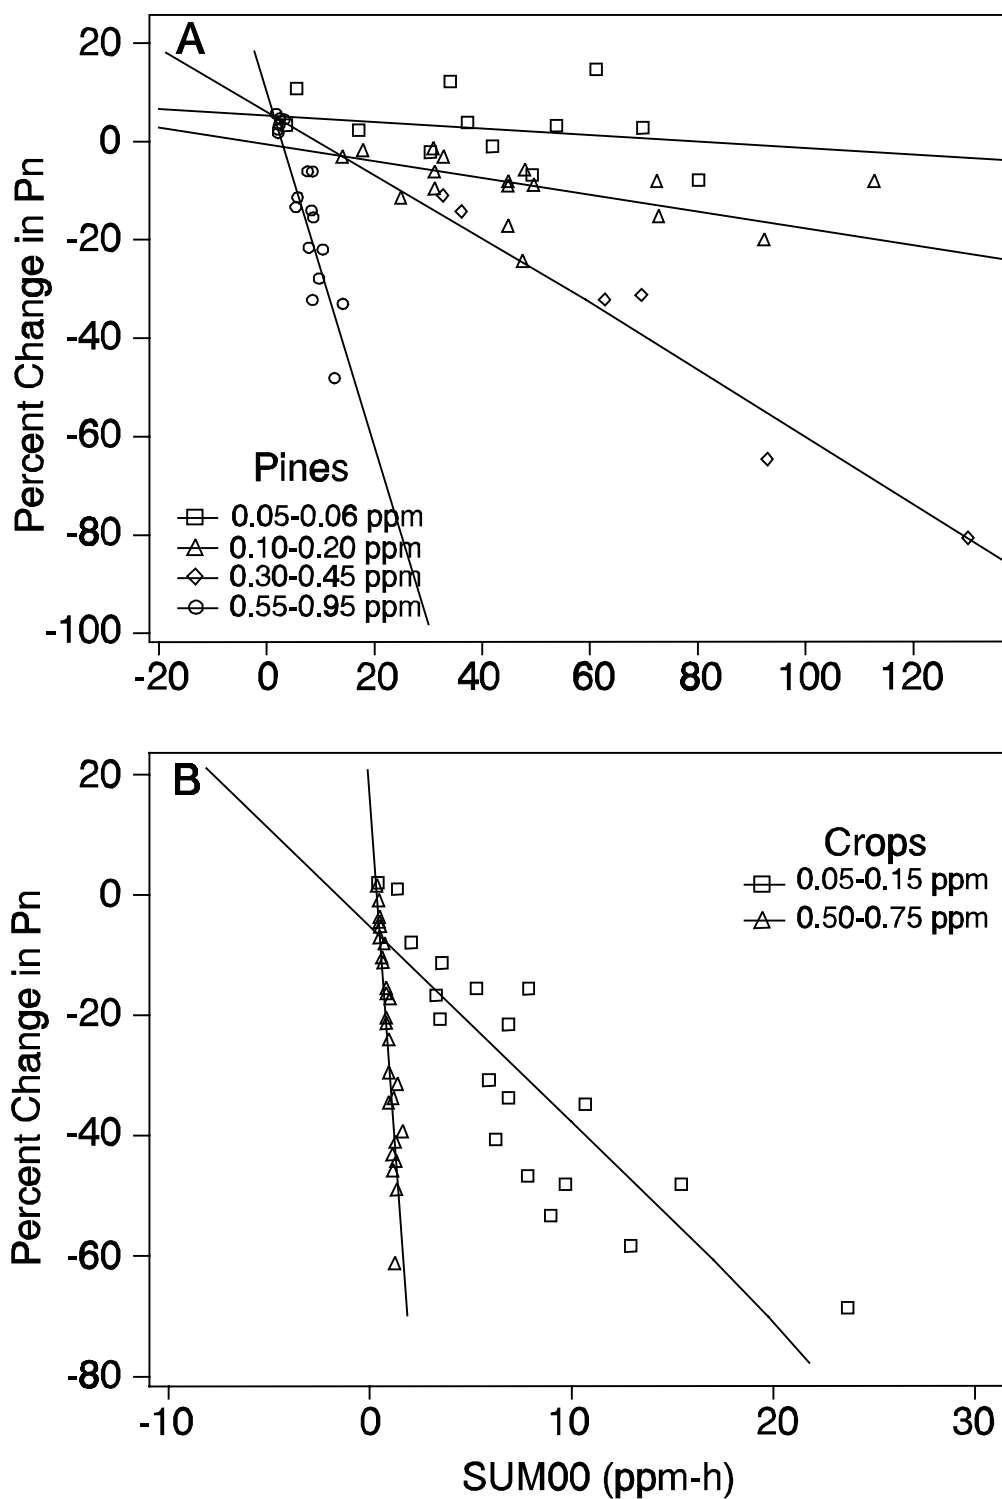 A
20
0
-20
-40
-60
-80
-100
Percent Change in Pn
Pines
0.05-0.06 ppm
0.10-0.20 ppm
0.30-0.45 ppm
0.55-0.95 ppm
-20 0 20 40 60 80 100 120
B
20
0
-20
-40
-60
-80
Percent Change in Pn
Crops
0.05-0.15 ppm
0.50-0.75 ppm
-10 0 10 20 30
SUM00 (ppm-h)